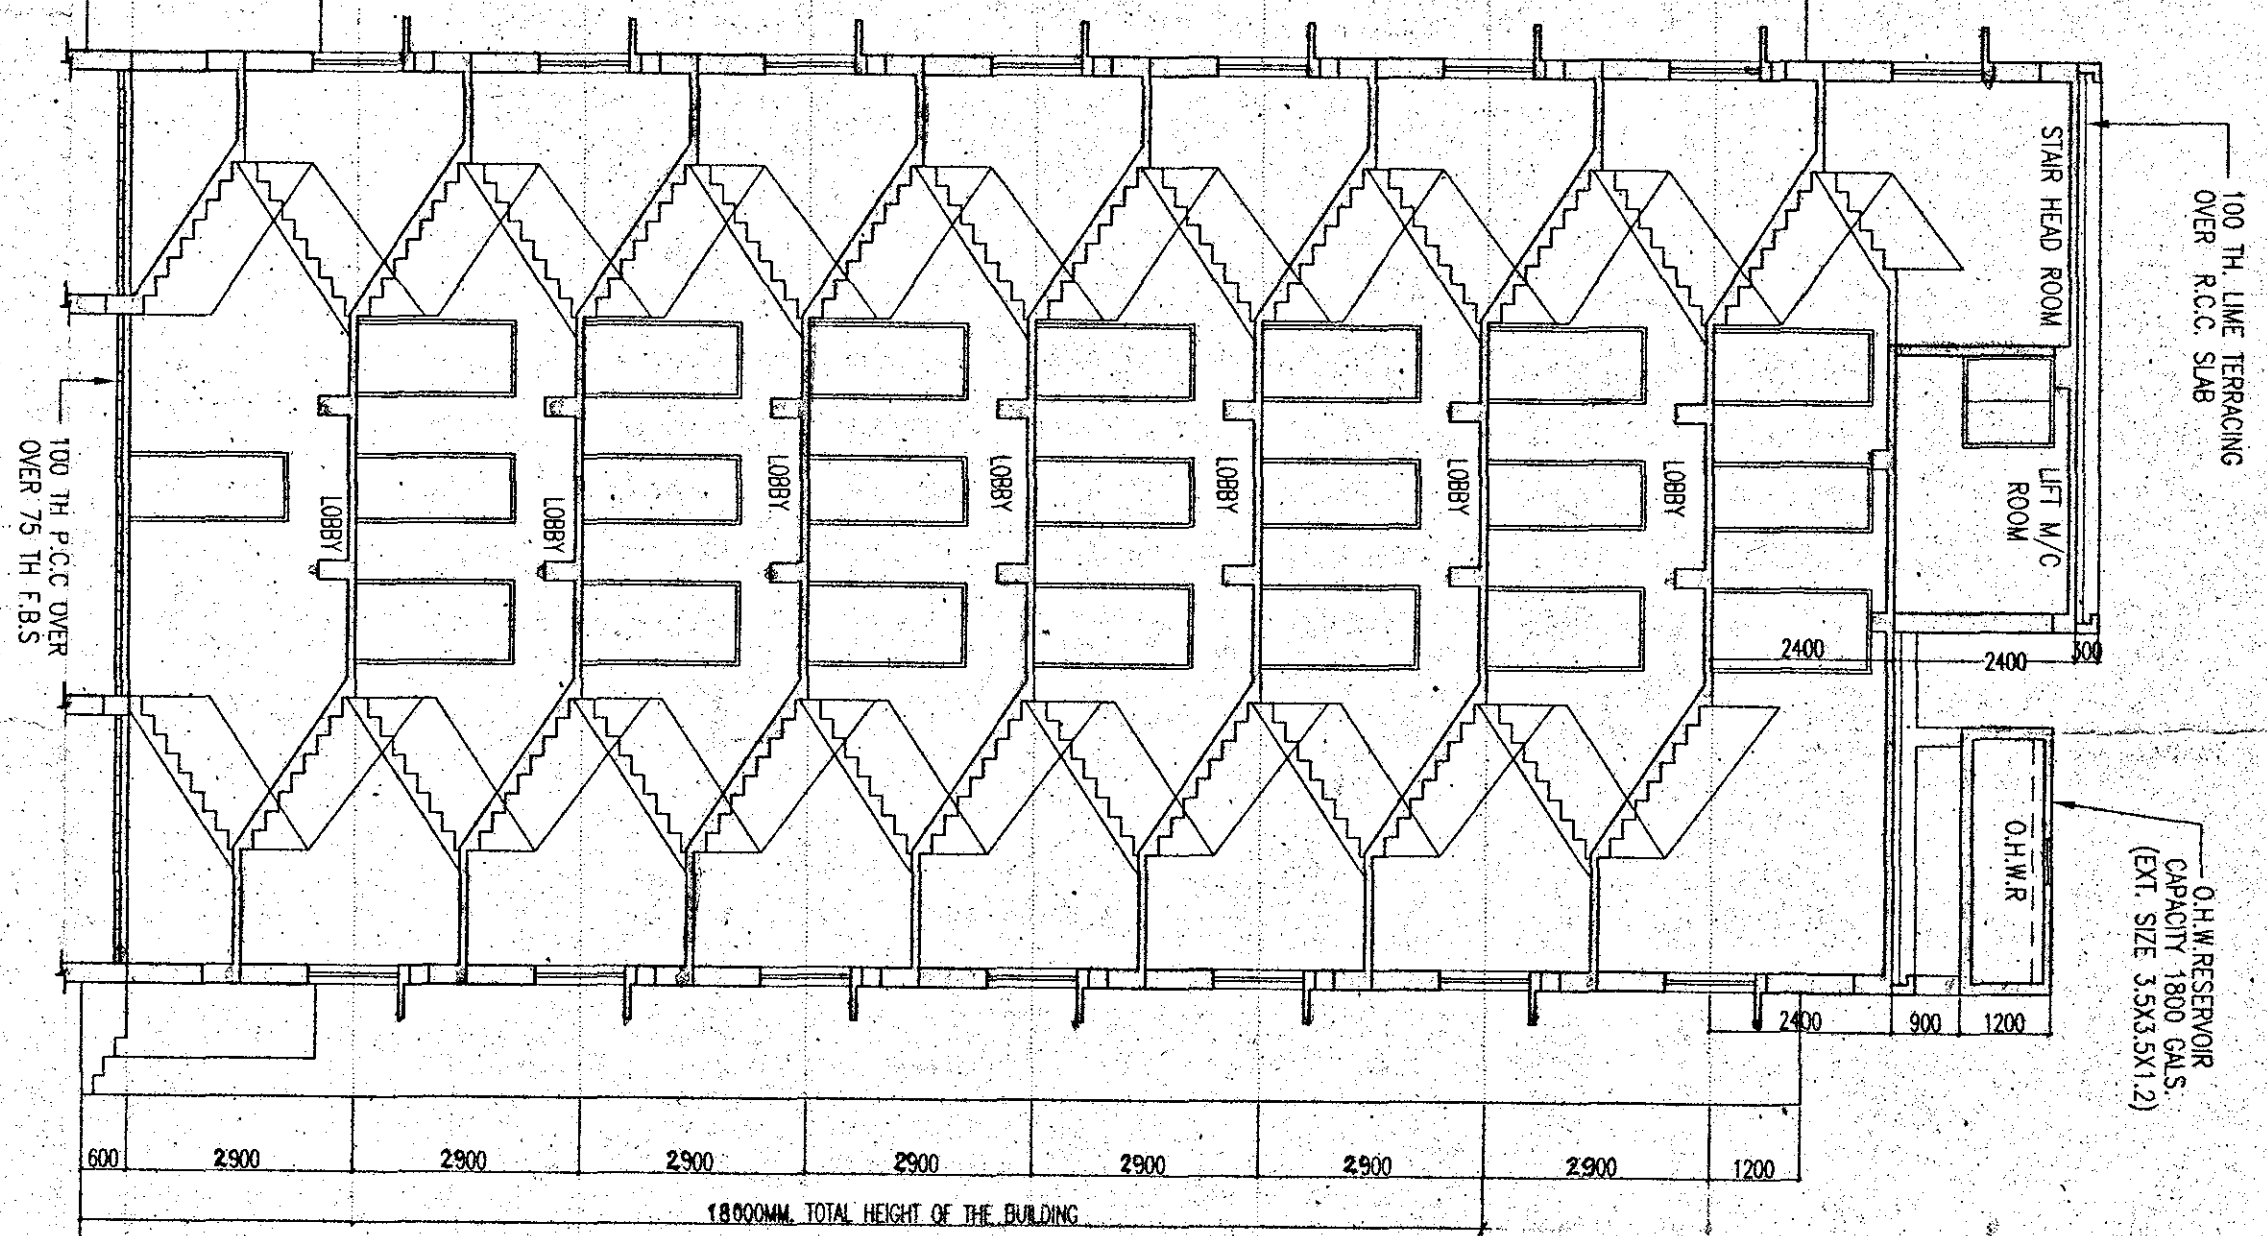 100 TH. LIME TERRACING
OVER R.C.C. SLAB
STAIR HEAD ROOM
LIFT M/C
ROOM
LOBBY
LOBBY
LOBBY
LOBBY
LOBBY
LOBBY
LOBBY
100 TH P.C.C OVER
OVER 75 TH F.B.S
2400
2400
300
O.H.W.R
O.H.W.RESERVOIR
CAPACITY 1800 GALS.
(EXT. SIZE 3.5X3.5X1.2)
2400
900
1200
600
2900
2900
2900
2900
2900
2900
2900
1200
18000MM. TOTAL HEIGHT OF THE BUILDING